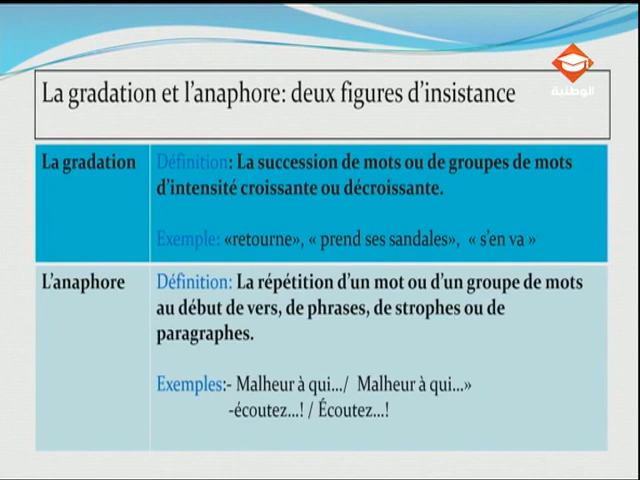 الوطنية
La gradation et l'anaphore: deux figures d'insistance
La gradation
Définition: La succession de mots ou de groupes de mots
d'intensité croissante ou décroissante.
Exemple: «retourne», « prend ses sandales», « s'en va »
L'anaphore
Définition: La répétition d'un mot ou d'un groupe de mots
au début de vers, de phrases, de strophes ou de
paragraphes.
Exemples:- Malheur à qui.../ Malheur à qui...»
-écoutez...! / Écoutez...!